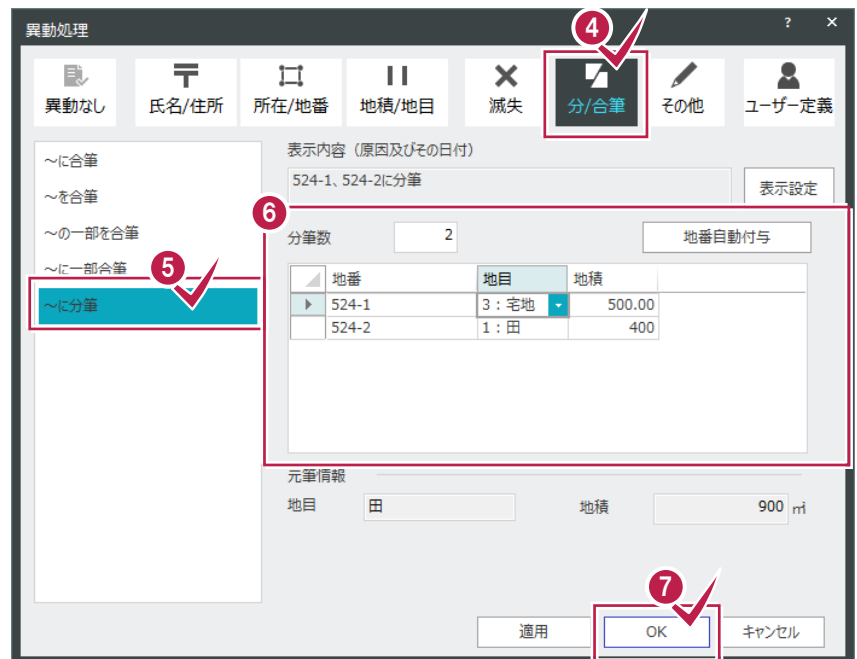 異動処理 ? ×
4
異動なし 氏名/住所 所在/地番 地積/地目 滅失 分/合筆 その他 ユーザー定義
～に合筆
～を合筆
～の一部を合筆
～に一部合筆
5
～に分筆
表示内容（原因及びその日付）
524-1、524-2に分筆 表示設定
6
分筆数 2 地番自動付与
地番 地目 地積
524-1 3：宅地 500.00
524-2 1：田 400
元筆情報
地目 田 地積 900 ㎡
7
適用 OK キャンセル